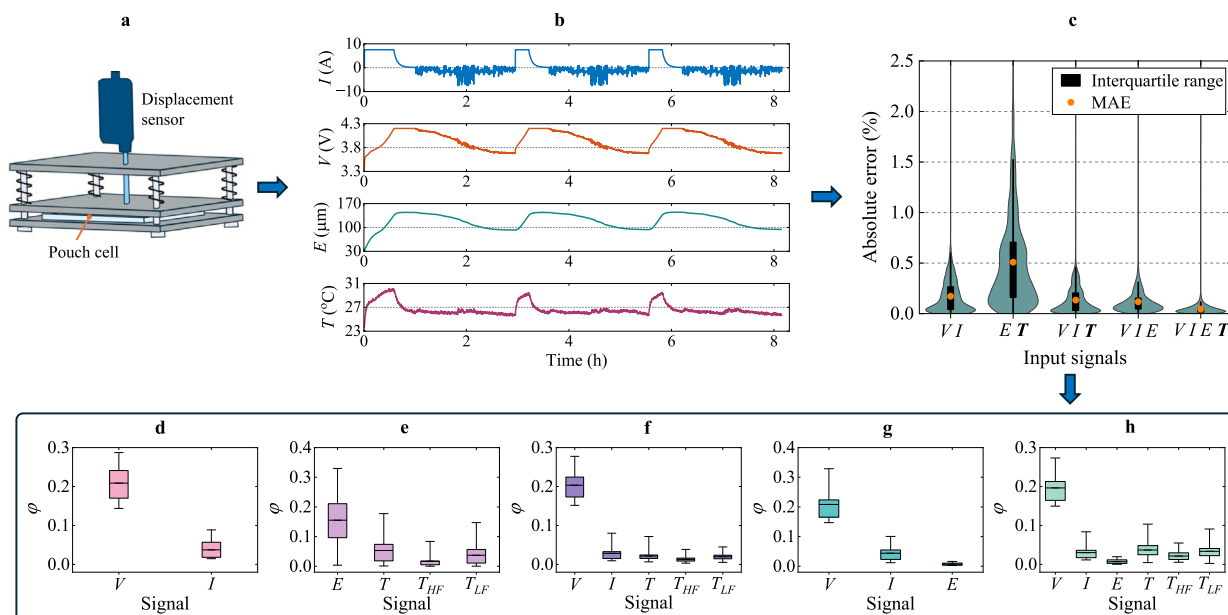 a
b
c
Displacement
sensor
Pouch cell
I (A)
10
0
−10
0 2 4 6 8
V (V)
4.3
3.8
3.3
0 2 4 6 8
E (μm)
170
100
30
0 2 4 6 8
T (°C)
31
27
23
0 2 4 6 8
Time (h)
Absolute error (%)
2.5
2.0
1.5
1.0
0.5
0.0
Interquartile range
MAE
V I E T V I T V I E V I E T
Input signals
d
φ
0.3
0.2
0.1
0.0
V I
Signal
e
φ
0.4
0.3
0.2
0.1
0.0
E T T_HF T_LF
Signal
f
φ
0.3
0.2
0.1
0.0
V I T T_HF T_LF
Signal
g
φ
0.4
0.3
0.2
0.1
0.0
V I E
Signal
h
φ
0.3
0.2
0.1
0.0
V I E T T_HF T_LF
Signal